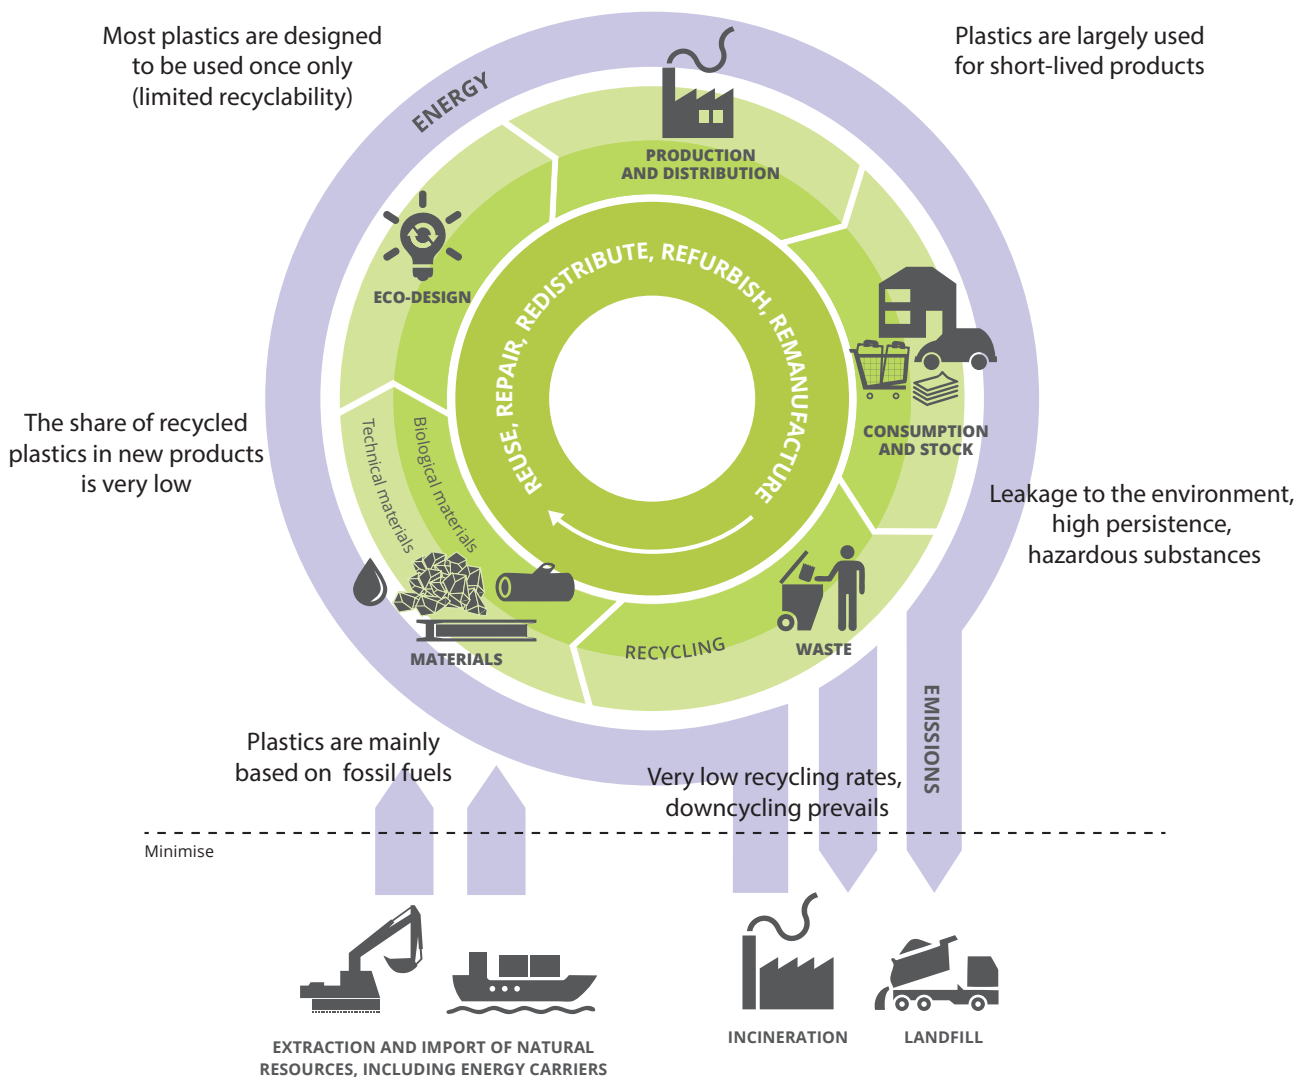 Most plastics are designed
to be used once only
(limited recyclability)
Plastics are largely used
for short-lived products
ENERGY
PRODUCTION
AND DISTRIBUTION
ECO-DESIGN
REUSE, REPAIR, REDISTRIBUTE, REFURBISH, REMANUFACTURE
CONSUMPTION
AND STOCK
The share of recycled
plastics in new products
is very low
Technical materials
Biological materials
Leakage to the environment,
high persistence,
hazardous substances
MATERIALS
RECYCLING
WASTE
EMISSIONS
Plastics are mainly
based on fossil fuels
Very low recycling rates,
downcycling prevails
Minimise
EXTRACTION AND IMPORT OF NATURAL
RESOURCES, INCLUDING ENERGY CARRIERS
INCINERATION
LANDFILL